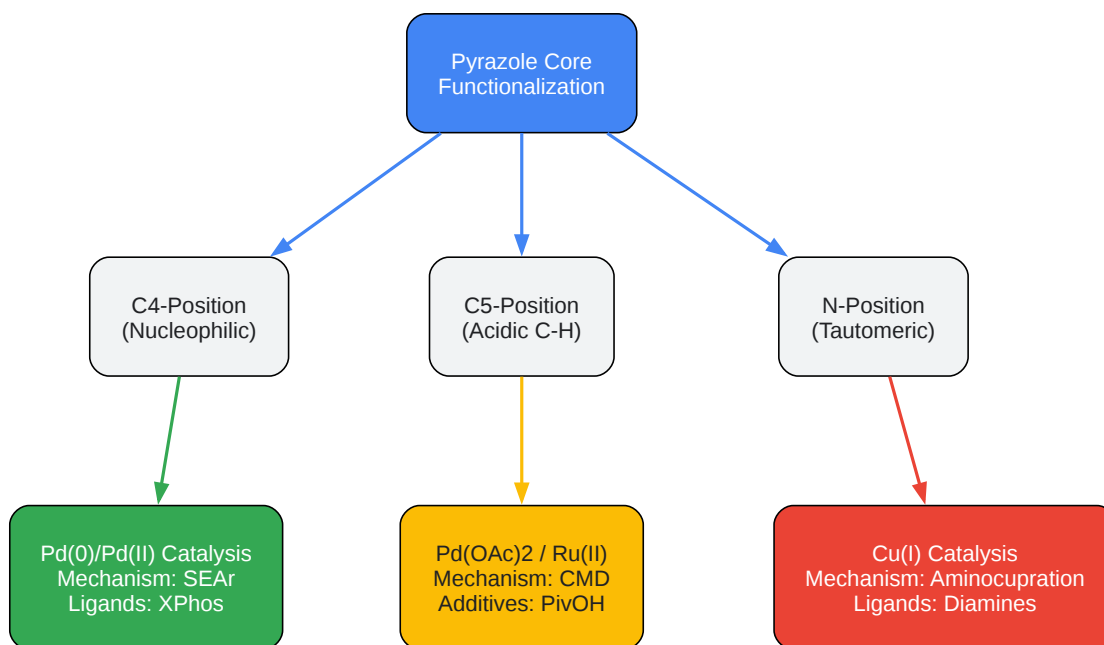 Pyrazole Core
Functionalization
C4-Position
(Nucleophilic)
C5-Position
(Acidic C-H)
N-Position
(Tautomeric)
Pd(0)/Pd(II) Catalysis
Mechanism: SEAr
Ligands: XPhos
Pd(OAc)2 / Ru(II)
Mechanism: CMD
Additives: PivOH
Cu(I) Catalysis
Mechanism: Aminocupration
Ligands: Diamines